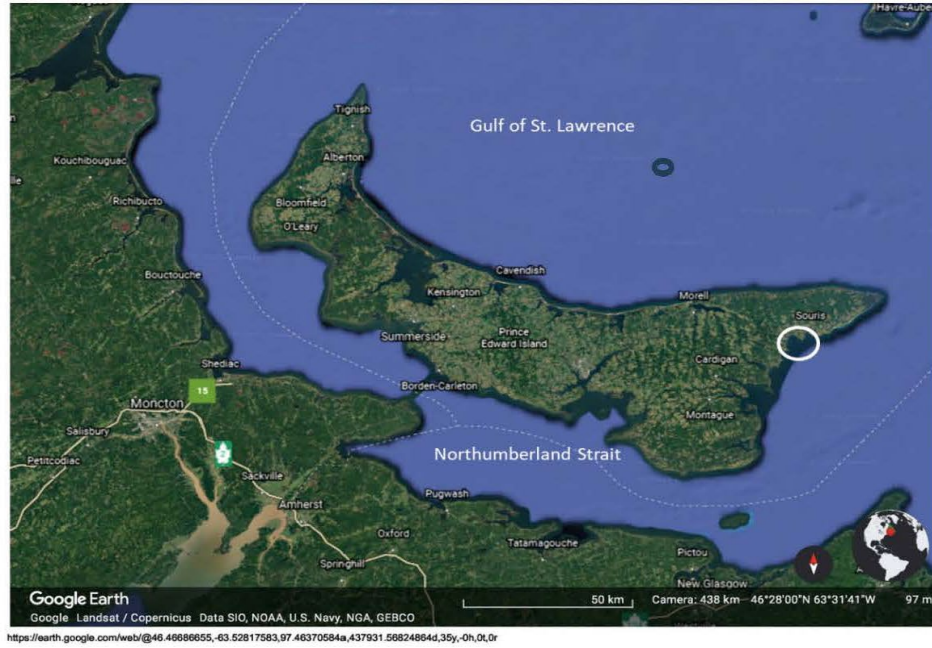 Havre-Aube
Tignish
Gulf of St. Lawrence
Alberton
Kouchibouguac
Bloomfield
Richibucto
O'Leary
Cavendish
Bouctouche
Kensington
Morell
Souris
Summerside
Prince
Edward Island
Cardigan
Shediac
Borden-Carleton
15
Moncton
Montague
Salisbury
Northumberland Strait
2
Petitcodiac
Sackville
Pugwash
Amherst
Oxford
Tatamagouche
Pictou
Springhill
New Glasgow
Google Earth
50 km
Camera: 438 km 46°28'00"N 63°31'41"W 97 m
Google Landsat / Copernicus Data SIO, NOAA, U.S. Navy, NGA, GEBCO
https://earth.google.com/web/@46.46686655,-63.52817583,97.46370584a,437931.56824864d,35y,-0h,0t,0r